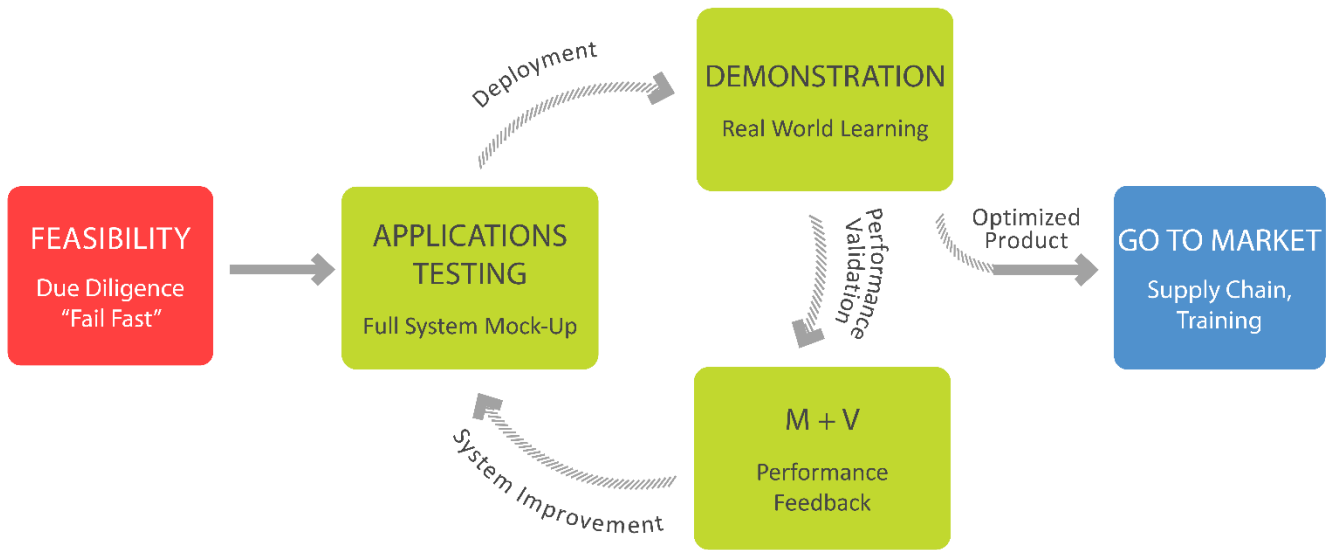 FEASIBILITY
Due Diligence
“Fail Fast”
APPLICATIONS
TESTING
Full System Mock-Up
Deployment
DEMONSTRATION
Real World Learning
Performance
Validation
M + V
Performance
Feedback
System Improvement
Optimized
Product
GO TO MARKET
Supply Chain,
Training